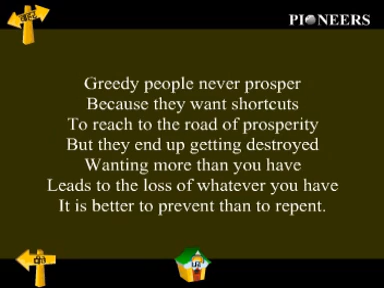 PIONEERS
Greedy people never prosper
Because they want shortcuts
To reach to the road of prosperity
But they end up getting destroyed
Wanting more than you have
Leads to the loss of whatever you have
It is better to prevent than to repent.